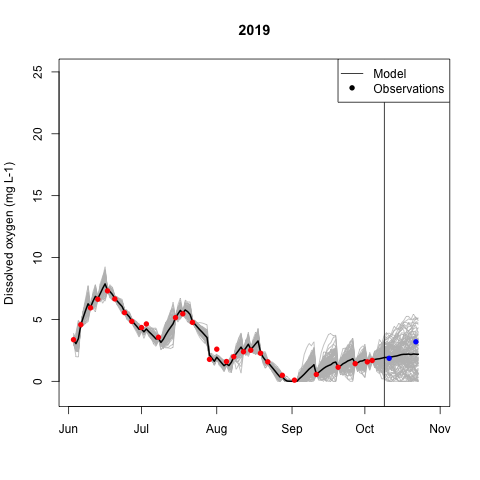 2019
Model
Observations
Dissolved oxygen (mg L-1)
25
20
15
10
5
0
Jun
Jul
Aug
Sep
Oct
Nov